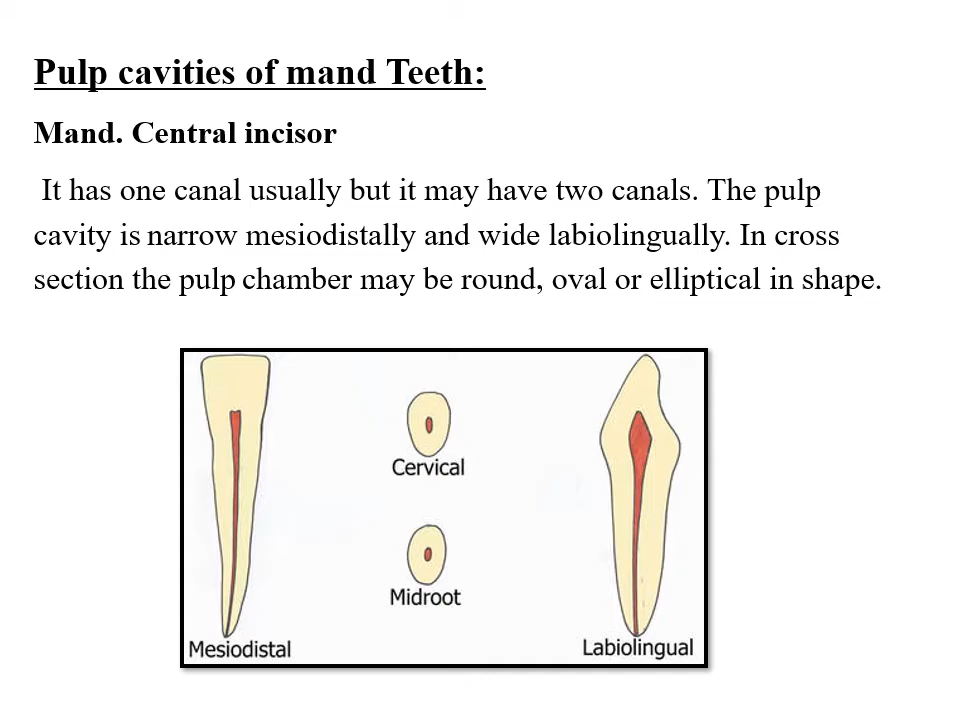 Pulp cavities of mand Teeth:
Mand. Central incisor
It has one canal usually but it may have two canals. The pulp
cavity is narrow mesiodistally and wide labiolingually. In cross
section the pulp chamber may be round, oval or elliptical in shape.
Cervical
Midroot
Mesiodistal
Labiolingual